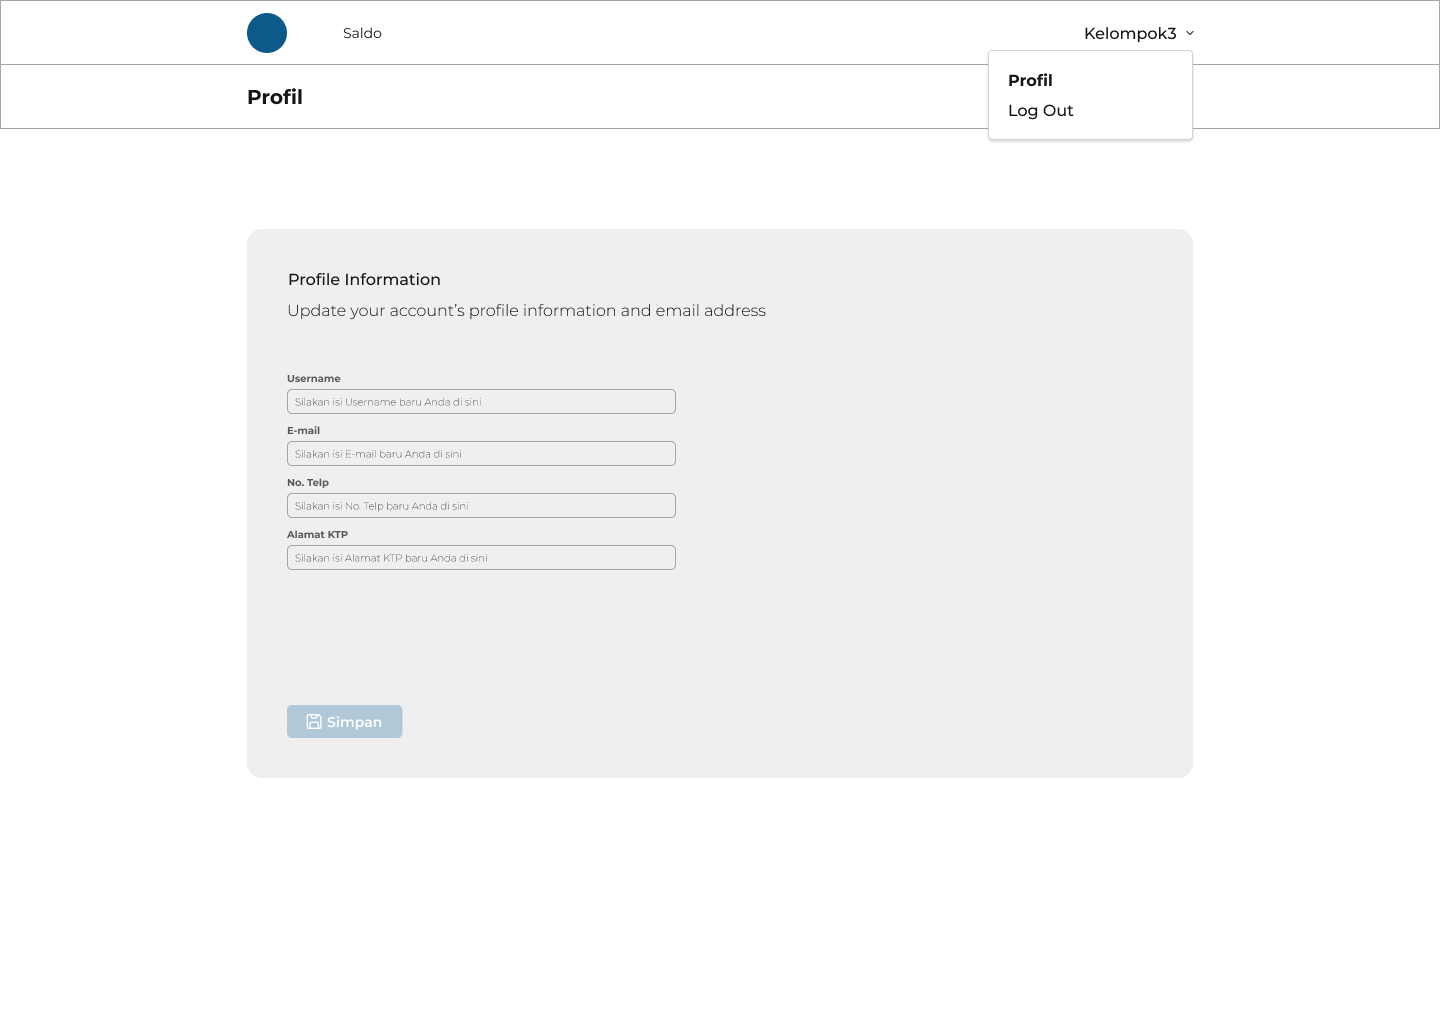 Saldo
Kelompok3
Profil
Log Out
Profil
Profile Information
Update your account’s profile information and email address
Username
Silakan isi Username baru Anda di sini
E-mail
Silakan isi E-mail baru Anda di sini
No. Telp
Silakan isi No. Telp baru Anda di sini
Alamat KTP
Silakan isi Alamat KTP baru Anda di sini
Simpan